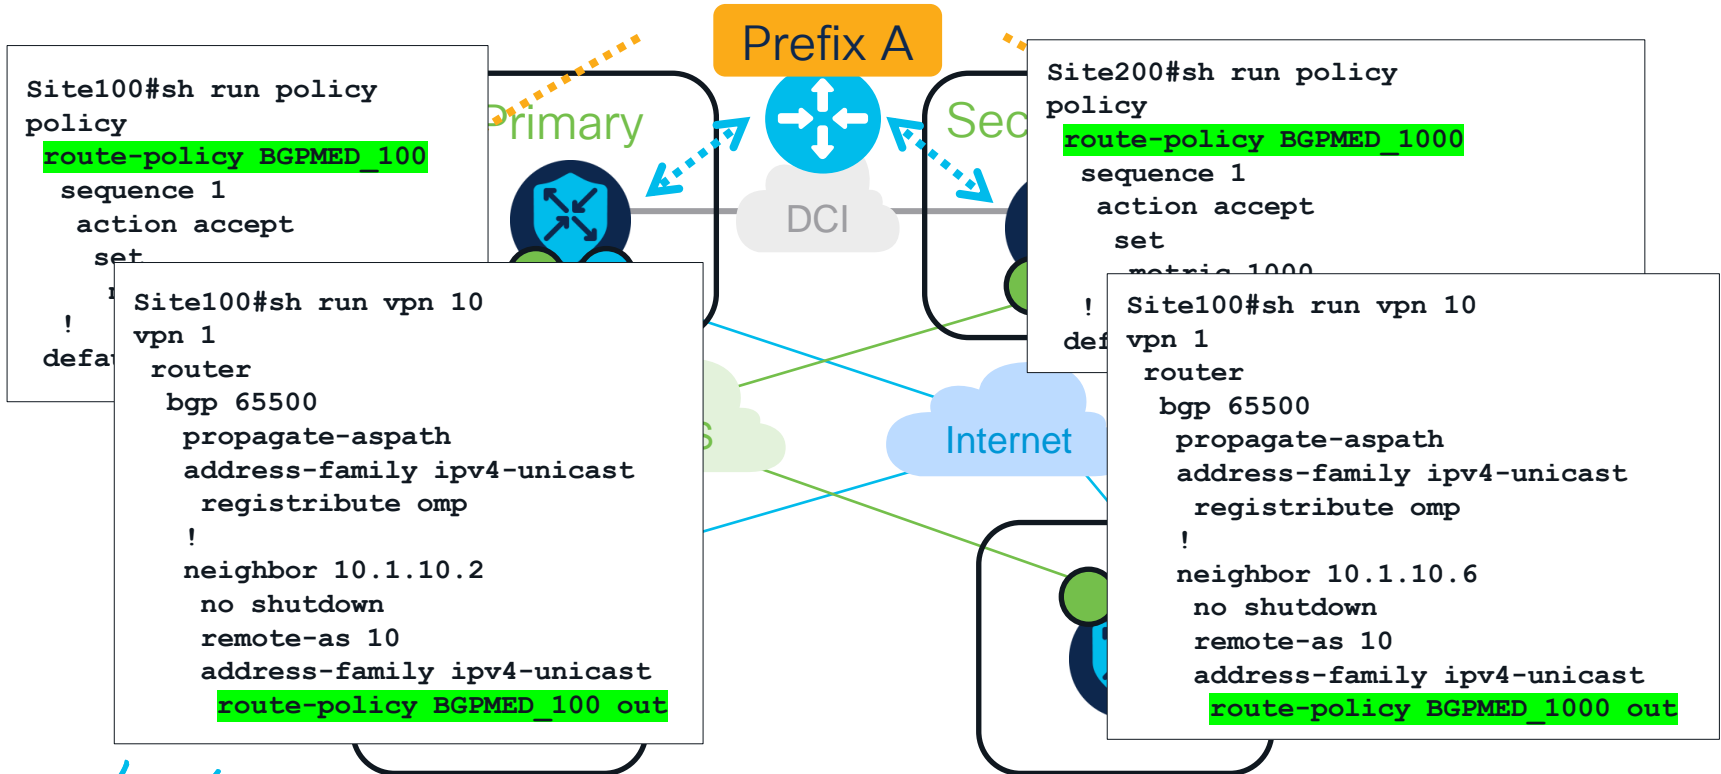 Prefix A
Site100#sh run policy
policy
route-policy BGPMED_100
sequence 1
action accept
set
!
Primary
DCI
Site200#sh run policy
policy
route-policy BGPMED_1000
sequence 1
action accept
set
metric 1000
!
Site100#sh run vpn 10
vpn 1
router
bgp 65500
propagate-aspath
address-family ipv4-unicast
registribute omp
!
neighbor 10.1.10.2
no shutdown
remote-as 10
address-family ipv4-unicast
route-policy BGPMED_100 out
Internet
Site100#sh run vpn 10
vpn 1
router
bgp 65500
propagate-aspath
address-family ipv4-unicast
registribute omp
!
neighbor 10.1.10.6
no shutdown
remote-as 10
address-family ipv4-unicast
route-policy BGPMED_1000 out